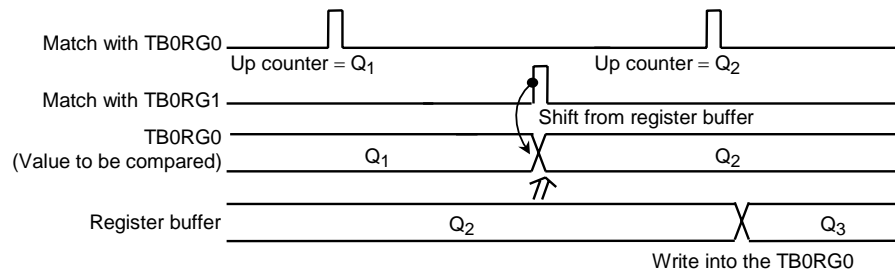 Match with TB0RG0
Up counter = Q1
Up counter = Q2
Match with TB0RG1
Shift from register buffer
TB0RG0
(Value to be compared)
Q1
Q2
Register buffer
Q2
Q3
Write into the TB0RG0